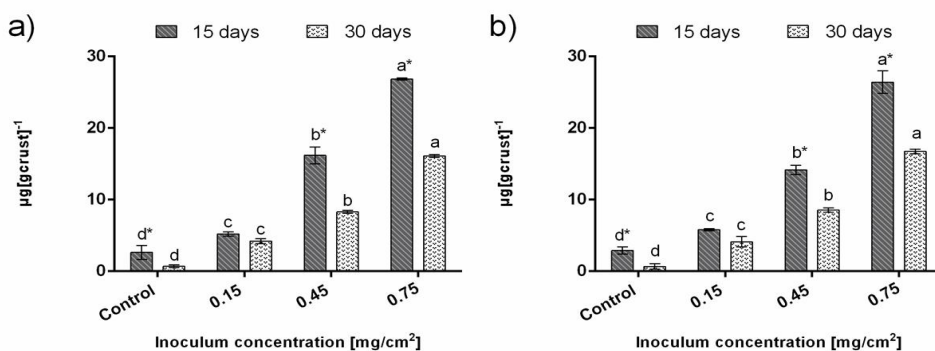 a)
15 days 30 days
30
20
10
0
µg[gcrust]⁻¹
d* d c c b* b a* a
Control 0.15 0.45 0.75
Inoculum concentration [mg/cm²]
b)
15 days 30 days
30
20
10
0
µg[gcrust]⁻¹
d* d c c b* b a* a
Control 0.15 0.45 0.75
Inoculum concentration [mg/cm²]